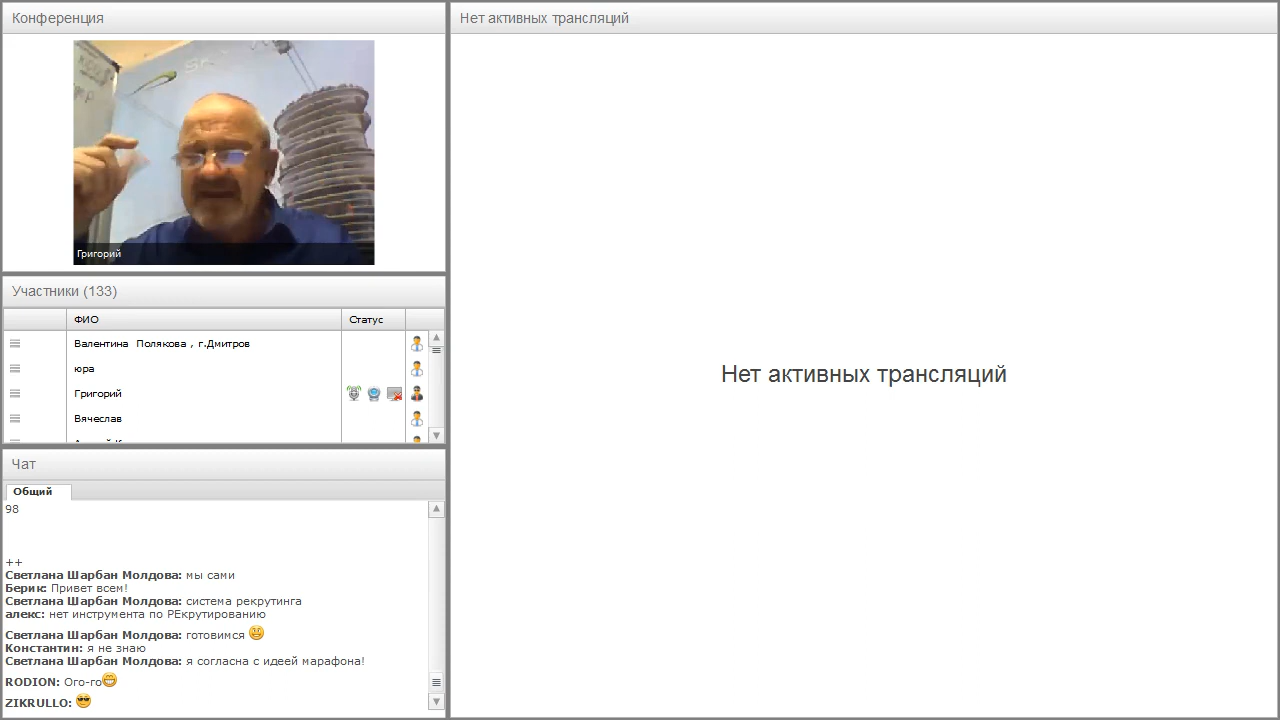 Конференция
Григорий
Участники (133)
ФИО Статус
Валентина Полякова , г.Дмитров
юра
Григорий
Вячеслав
Чат
Общий
98
++
Светлана Шарбан Молдова: мы сами
Берик: Привет всем!
Светлана Шарбан Молдова: система рекрутинга
алекс: нет инструмента по РЕкрутированию
Светлана Шарбан Молдова: готовимся
Константин: я не знаю
Светлана Шарбан Молдова: я согласна с идеей марафона!
RODION: Ого-го
ZIKRULLO:
Нет активных трансляций
Нет активных трансляций